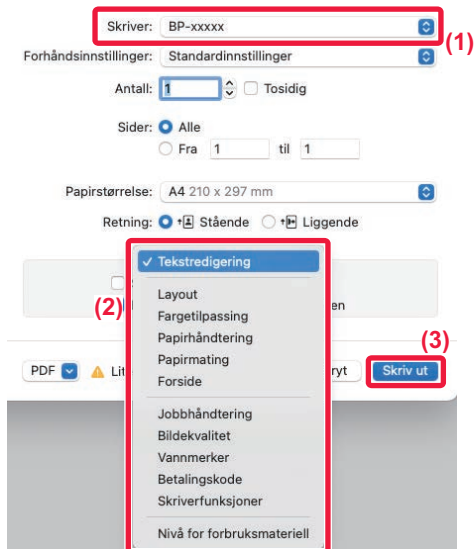 Skriver: BP-xxxxx
(1)
Forhåndsinnstillinger: Standardinnstillinger
Antall: 1 Tosidig
Sider: Alle
Fra 1 til 1
Papirstørrelse: A4 210 x 297 mm
Retning: Stående Liggende
✓ Tekstredigering
(2)
en
Layout
Fargetilpassing
Papirhåndtering
Papirmating
Forside
(3)
PDF Lit ryt Skriv ut
Jobbhåndtering
Bildekvalitet
Vannmerker
Betalingskode
Skriverfunksjoner
Nivå for forbruksmateriell